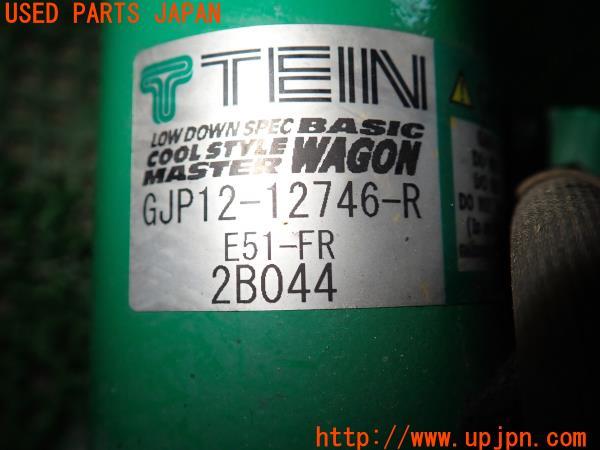 USED PARTS JAPAN
TEIN
LOW DOWN SPEC BASIC
COOL STYLE WAGON
MASTER
GJP12-12746-R
E51-FR
2B044
http://www.upjpn.com/